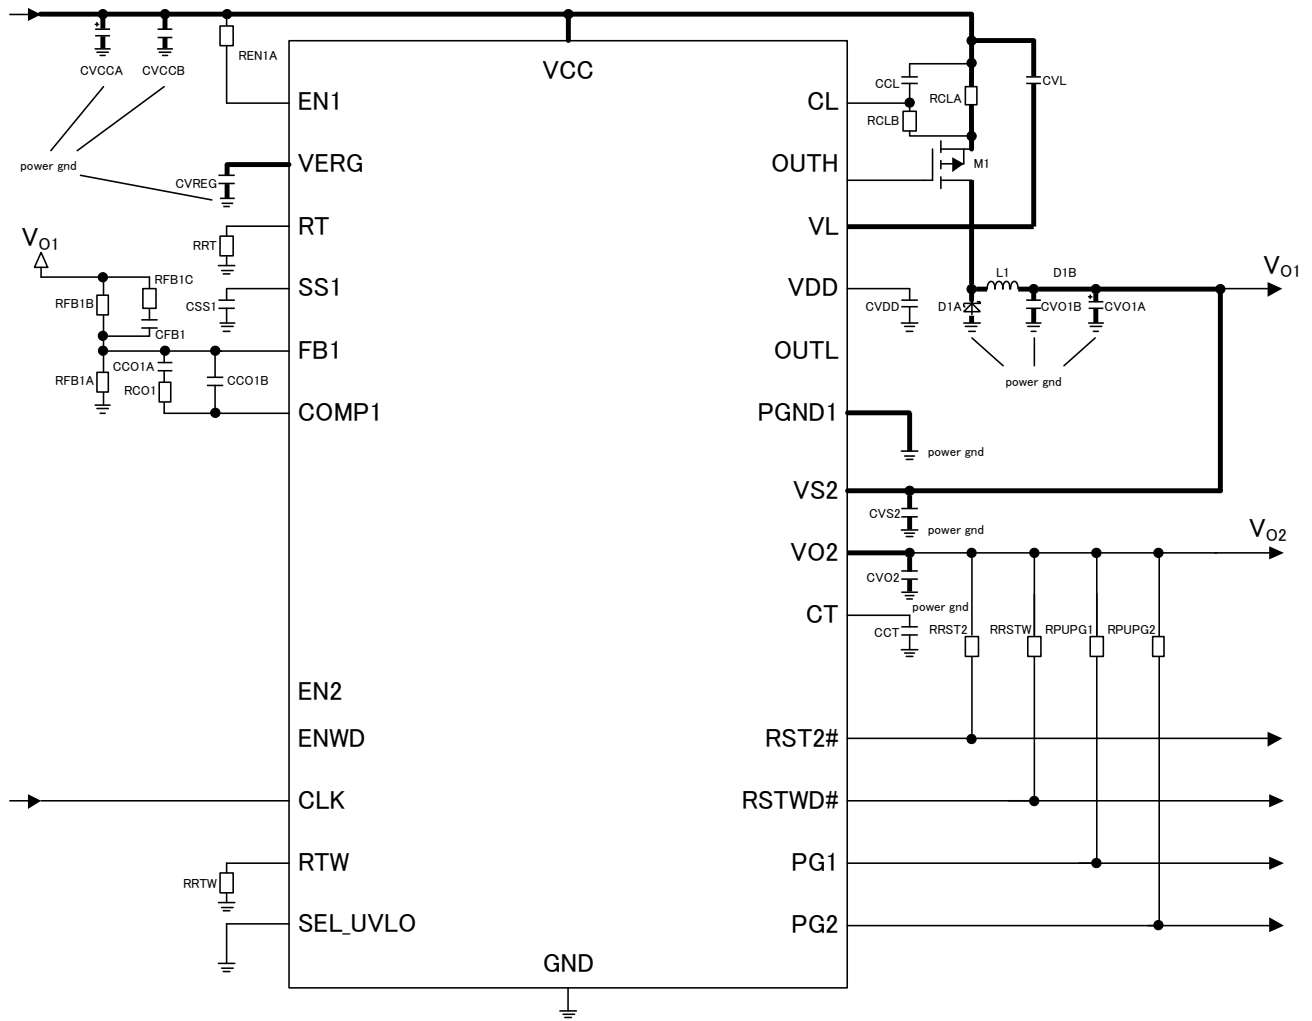 VCC
CVCCA
CVCCB
REN1A
EN1
power gnd
VERG
CVREG
RT
RRT
VO1
SS1
CSS1
RFB1B
RFB1C
CFB1
FB1
RFB1A
CCO1A
RCO1
CCO1B
COMP1
EN2
ENWD
CLK
RTW
RRTW
SEL_UVLO
GND
CL
CCL
RCLA
RCLB
CVL
OUTH
M1
VL
VDD
CVDD
L1
D1B
D1A
CVO1B
CVO1A
VO1
power gnd
OUTL
PGND1
power gnd
VS2
CVS2
power gnd
VO2
CVO2
power gnd
VO2
CT
CCT
RRST2
RRSTW
RPUPG1
RPUPG2
RST2#
RSTWD#
PG1
PG2